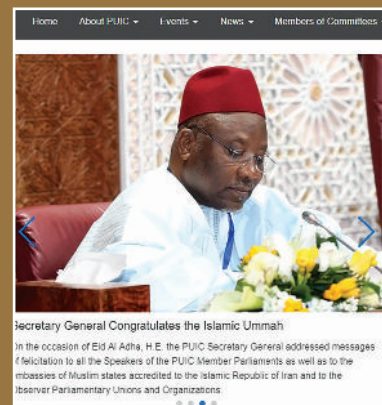 Home About PUIC Events News Members of Committees
Secretary General Congratulates the Islamic Ummah
On the occasion of Eid Al Adha, H.E. the PUIC Secretary General addressed messages
of felicitation to all the Speakers of the PUIC Member Parliaments as well as to the
embassies of Muslim states accredited to the Islamic Republic of Iran and to the
Observer Parliamentary Unions and Organizations.